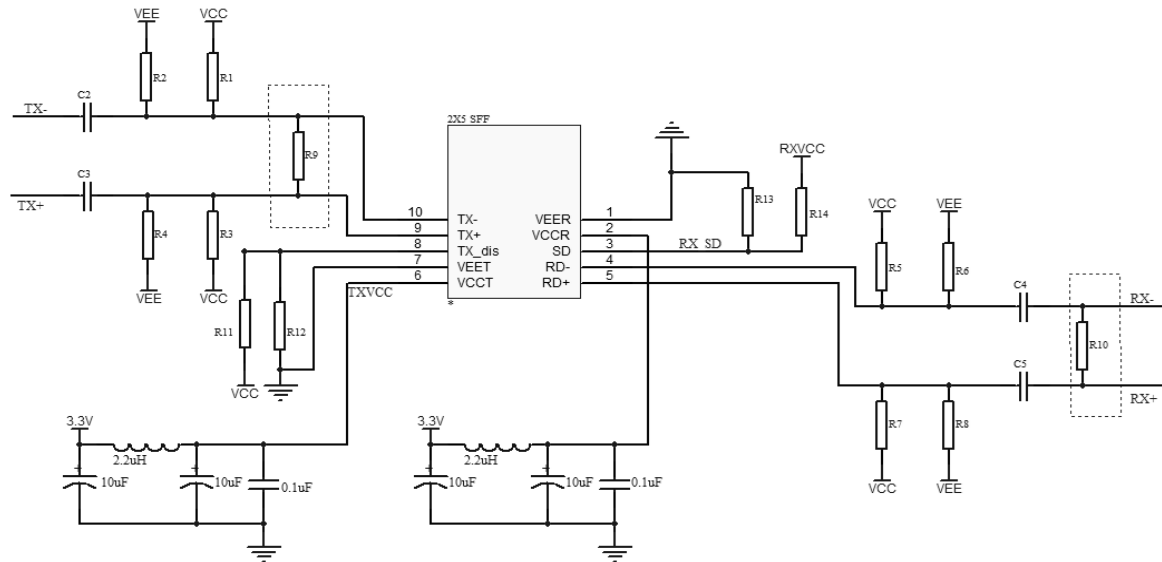 VEE
VCC
R2
R1
C2
TX-
R9
C3
TX+
R4
R3
VEE
VCC
2X5 SFF
10
TX-
VEER
1
9
TX+
VCCR
2
8
TX_dis
SD
3
7
VEET
RD-
4
6
VCCT
RD+
5
*
TXVCC
R11
R12
VCC
RXVCC
R13
R14
RX_SD
VCC
VEE
R5
R6
C4
RX-
R10
C5
RX+
R7
R8
VCC
VEE
3.3V
2.2uH
+
10uF
+
10uF
0.1uF
3.3V
2.2uH
+
10uF
+
10uF
0.1uF